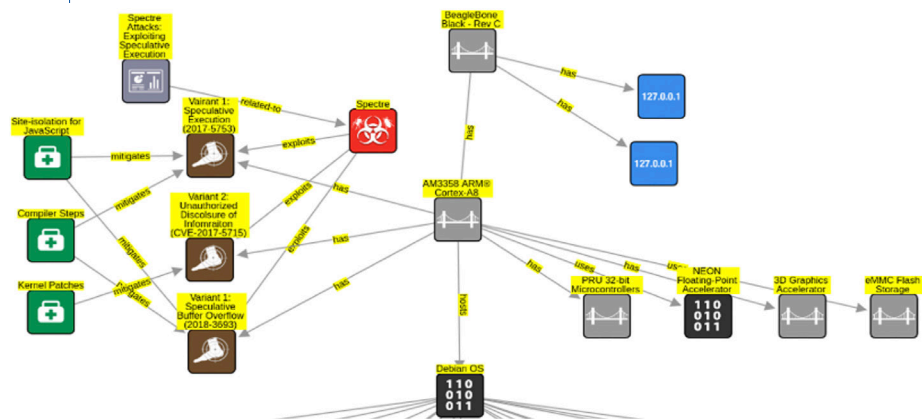 Spectre
Attacks:
Exploiting
Speculative
Execution
BeagleBone
Black - Rev C
has
has
127.0.0.1
127.0.0.1
has
related-to
Spectre
Site-isolation for
JavaScript
Vairant 1:
Speculative
Execution
(2017-5753)
mitigates
exploits
Compiler Steps
mitigates
mitigates
Variant 2:
Unauthorized
Discolsure of
Infomraiton
(CVE-2017-5715)
exploits
has
AM3358 ARM®
Cortex-A8
has
exploits
Kernel Patches
mitigates
Variant 1:
Speculative
Buffer Overflow
(2018-3693)
has
hosts
has
uses
has
PRU 32-bit
Microcontrollers
NEON
Floating-Point
Accelerator
110
010
011
3D Graphics
Accelerator
eMMC Flash
Storage
Debian OS
110
010
011